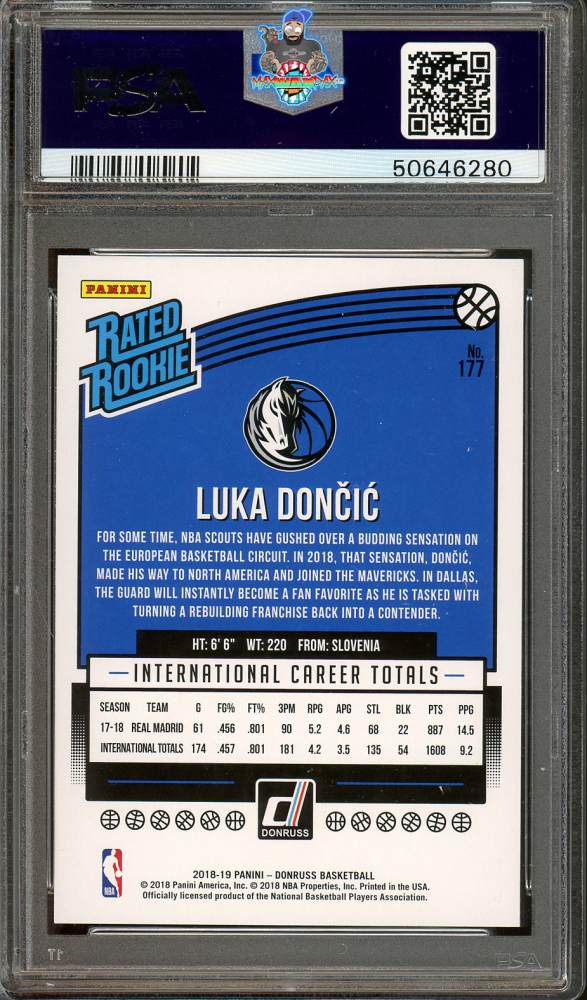 PSA
50646280
PANINI
RATED
ROOKIE
No.
177
LUKA DONČIĆ
FOR SOME TIME, NBA SCOUTS HAVE GUSHED OVER A BUDDING SENSATION ON
THE EUROPEAN BASKETBALL CIRCUIT. IN 2018, THAT SENSATION, DONČIĆ,
MADE HIS WAY TO NORTH AMERICA AND JOINED THE MAVERICKS. IN DALLAS,
THE GUARD WILL INSTANTLY BECOME A FAN FAVORITE AS HE IS TASKED WITH
TURNING A REBUILDING FRANCHISE BACK INTO A CONTENDER.
HT: 6' 6" WT: 220 FROM: SLOVENIA
INTERNATIONAL CAREER TOTALS
SEASON TEAM G FG% FT% 3PM RPG APG STL BLK PTS PPG
17-18 REAL MADRID 61 .456 .801 90 5.2 4.6 68 22 887 14.5
INTERNATIONAL TOTALS 174 .457 .801 181 4.2 3.5 135 54 1608 9.2
d
DONRUSS
NBA
2018-19 PANINI – DONRUSS BASKETBALL
© 2018 Panini America, Inc. © 2018 NBA Properties, Inc. Printed in the USA.
Officially licensed product of the National Basketball Players Association.
PSA